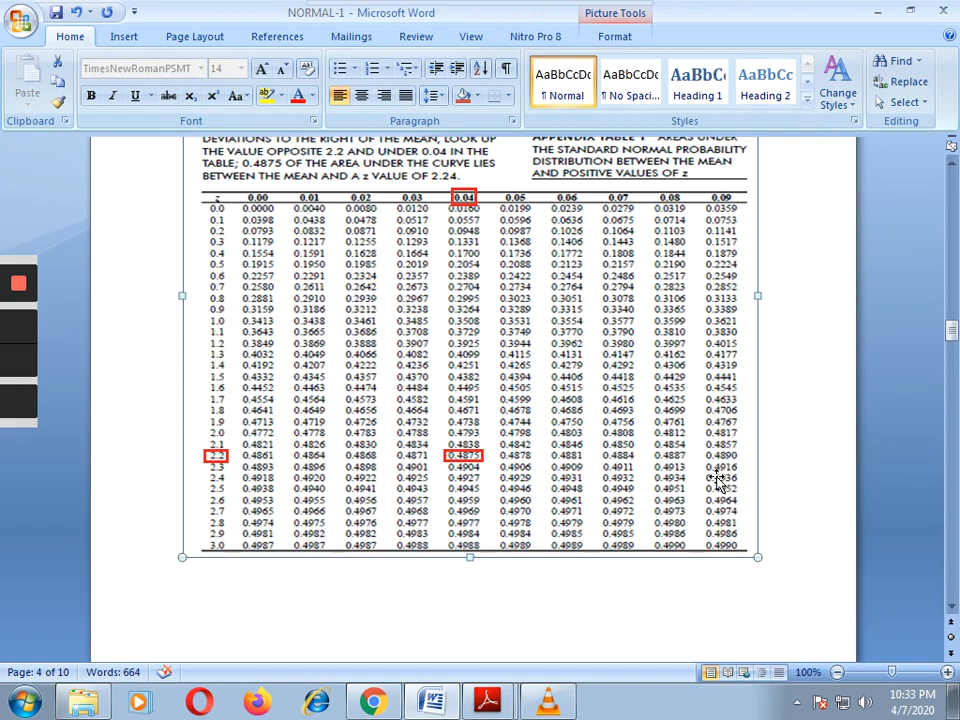 NORMAL-1 - Microsoft Word
Picture Tools
Home Insert Page Layout References Mailings Review View Nitro Pro 8 Format
Paste
Clipboard
TimesNewRomanPSMT 14
B I U abc x₂ x² Aa
Font
Paragraph
AaBbCcDc AaBbCcDc AaBbC AaBbCc
¶ Normal ¶ No Spaci... Heading 1 Heading 2
Change Styles
Styles
Find
Replace
Select
Editing
DEVIATIONS TO THE RIGHT OF THE MEAN, LOOK UP
THE VALUE OPPOSITE 2.2 AND UNDER 0.04 IN THE
TABLE; 0.4875 OF THE AREA UNDER THE CURVE LIES
BETWEEN THE MEAN AND A z VALUE OF 2.24.
APPENDIX TABLE 1 AREAS UNDER
THE STANDARD NORMAL PROBABILITY
DISTRIBUTION BETWEEN THE MEAN
AND POSITIVE VALUES OF z
z 0.00 0.01 0.02 0.03 0.04 0.05 0.06 0.07 0.08 0.09
0.0 0.0000 0.0040 0.0080 0.0120 0.0160 0.0199 0.0239 0.0279 0.0319 0.0359
0.1 0.0398 0.0438 0.0478 0.0517 0.0557 0.0596 0.0636 0.0675 0.0714 0.0753
0.2 0.0793 0.0832 0.0871 0.0910 0.0948 0.0987 0.1026 0.1064 0.1103 0.1141
0.3 0.1179 0.1217 0.1255 0.1293 0.1331 0.1368 0.1406 0.1443 0.1480 0.1517
0.4 0.1554 0.1591 0.1628 0.1664 0.1700 0.1736 0.1772 0.1808 0.1844 0.1879
0.5 0.1915 0.1950 0.1985 0.2019 0.2054 0.2088 0.2123 0.2157 0.2190 0.2224
0.6 0.2257 0.2291 0.2324 0.2357 0.2389 0.2422 0.2454 0.2486 0.2517 0.2549
0.7 0.2580 0.2611 0.2642 0.2673 0.2704 0.2734 0.2764 0.2794 0.2823 0.2852
0.8 0.2881 0.2910 0.2939 0.2967 0.2995 0.3023 0.3051 0.3078 0.3106 0.3133
0.9 0.3159 0.3186 0.3212 0.3238 0.3264 0.3289 0.3315 0.3340 0.3365 0.3389
1.0 0.3413 0.3438 0.3461 0.3485 0.3508 0.3531 0.3554 0.3577 0.3599 0.3621
1.1 0.3643 0.3665 0.3686 0.3708 0.3729 0.3749 0.3770 0.3790 0.3810 0.3830
1.2 0.3849 0.3869 0.3888 0.3907 0.3925 0.3944 0.3962 0.3980 0.3997 0.4015
1.3 0.4032 0.4049 0.4066 0.4082 0.4099 0.4115 0.4131 0.4147 0.4162 0.4177
1.4 0.4192 0.4207 0.4222 0.4236 0.4251 0.4265 0.4279 0.4292 0.4306 0.4319
1.5 0.4332 0.4345 0.4357 0.4370 0.4382 0.4394 0.4406 0.4418 0.4429 0.4441
1.6 0.4452 0.4463 0.4474 0.4484 0.4495 0.4505 0.4515 0.4525 0.4535 0.4545
1.7 0.4554 0.4564 0.4573 0.4582 0.4591 0.4599 0.4608 0.4616 0.4625 0.4633
1.8 0.4641 0.4649 0.4656 0.4664 0.4671 0.4678 0.4686 0.4693 0.4699 0.4706
1.9 0.4713 0.4719 0.4726 0.4732 0.4738 0.4744 0.4750 0.4756 0.4761 0.4767
2.0 0.4772 0.4778 0.4783 0.4788 0.4793 0.4798 0.4803 0.4808 0.4812 0.4817
2.1 0.4821 0.4826 0.4830 0.4834 0.4838 0.4842 0.4846 0.4850 0.4854 0.4857
2.2 0.4861 0.4864 0.4868 0.4871 0.4875 0.4878 0.4881 0.4884 0.4887 0.4890
2.3 0.4893 0.4896 0.4898 0.4901 0.4904 0.4906 0.4909 0.4911 0.4913 0.4916
2.4 0.4918 0.4920 0.4922 0.4925 0.4927 0.4929 0.4931 0.4932 0.4934
2.5 0.4938 0.4940 0.4941 0.4943 0.4945 0.4946 0.4948 0.4949 0.4951
2.6 0.4953 0.4955 0.4956 0.4957 0.4959 0.4960 0.4961 0.4962 0.4963 0.4964
2.7 0.4965 0.4966 0.4967 0.4968 0.4969 0.4970 0.4971 0.4972 0.4973 0.4974
2.8 0.4974 0.4975 0.4976 0.4977 0.4977 0.4978 0.4979 0.4979 0.4980 0.4981
2.9 0.4981 0.4982 0.4982 0.4983 0.4984 0.4984 0.4985 0.4985 0.4986 0.4986
3.0 0.4987 0.4987 0.4987 0.4988 0.4988 0.4989 0.4989 0.4989 0.4990 0.4990
Page: 4 of 10 Words: 664 100%
10:33 PM
4/7/2020